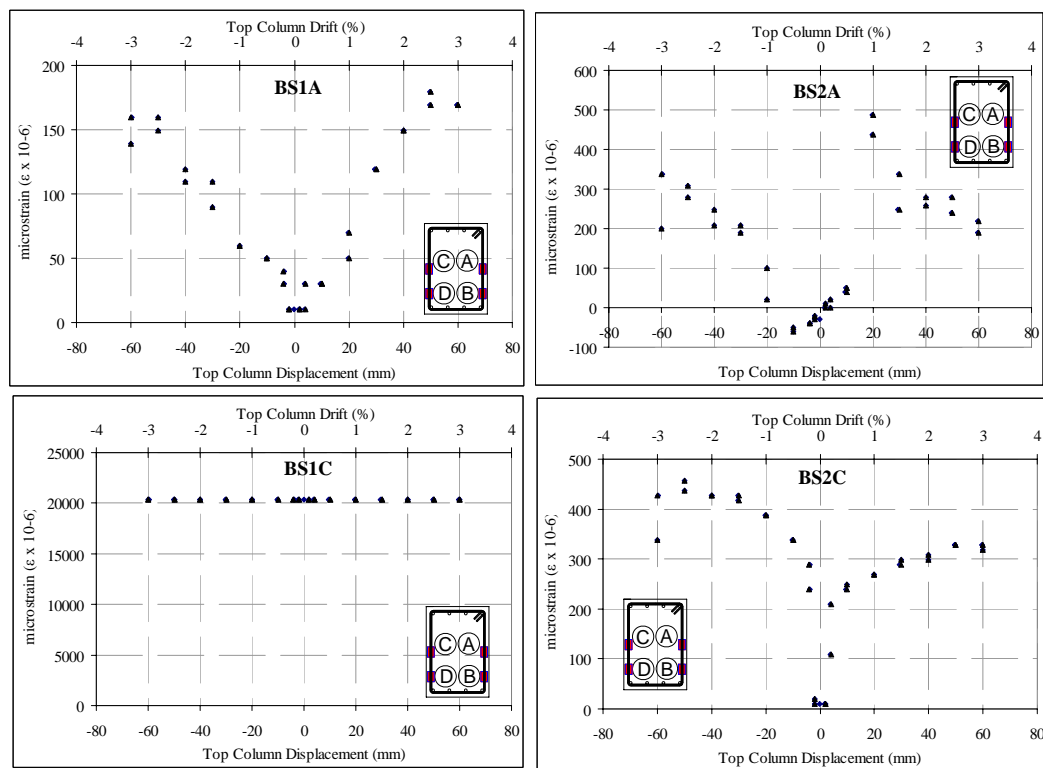 Top Column Drift (%)
-4 -3 -2 -1 0 1 2 3 4
200
150
100
50
0
microstrain (ε x 10-6)
BS1A
C A
D B
-80 -60 -40 -20 0 20 40 60 80
Top Column Displacement (mm)
Top Column Drift (%)
-4 -3 -2 -1 0 1 2 3 4
600
500
400
300
200
100
0
-100
microstrain (ε x 10-6)
BS2A
C A
D B
-80 -60 -40 -20 0 20 40 60 80
Top Column Displacement (mm)
Top Column Drift (%)
-4 -3 -2 -1 0 1 2 3 4
25000
20000
15000
10000
5000
0
microstrain (ε x 10-6)
BS1C
C A
D B
-80 -60 -40 -20 0 20 40 60 80
Top Column Displacement (mm)
Top Column Drift (%)
-4 -3 -2 -1 0 1 2 3 4
500
400
300
200
100
0
microstrain (ε x 10-6)
BS2C
C A
D B
-80 -60 -40 -20 0 20 40 60 80
Top Column Displacement (mm)